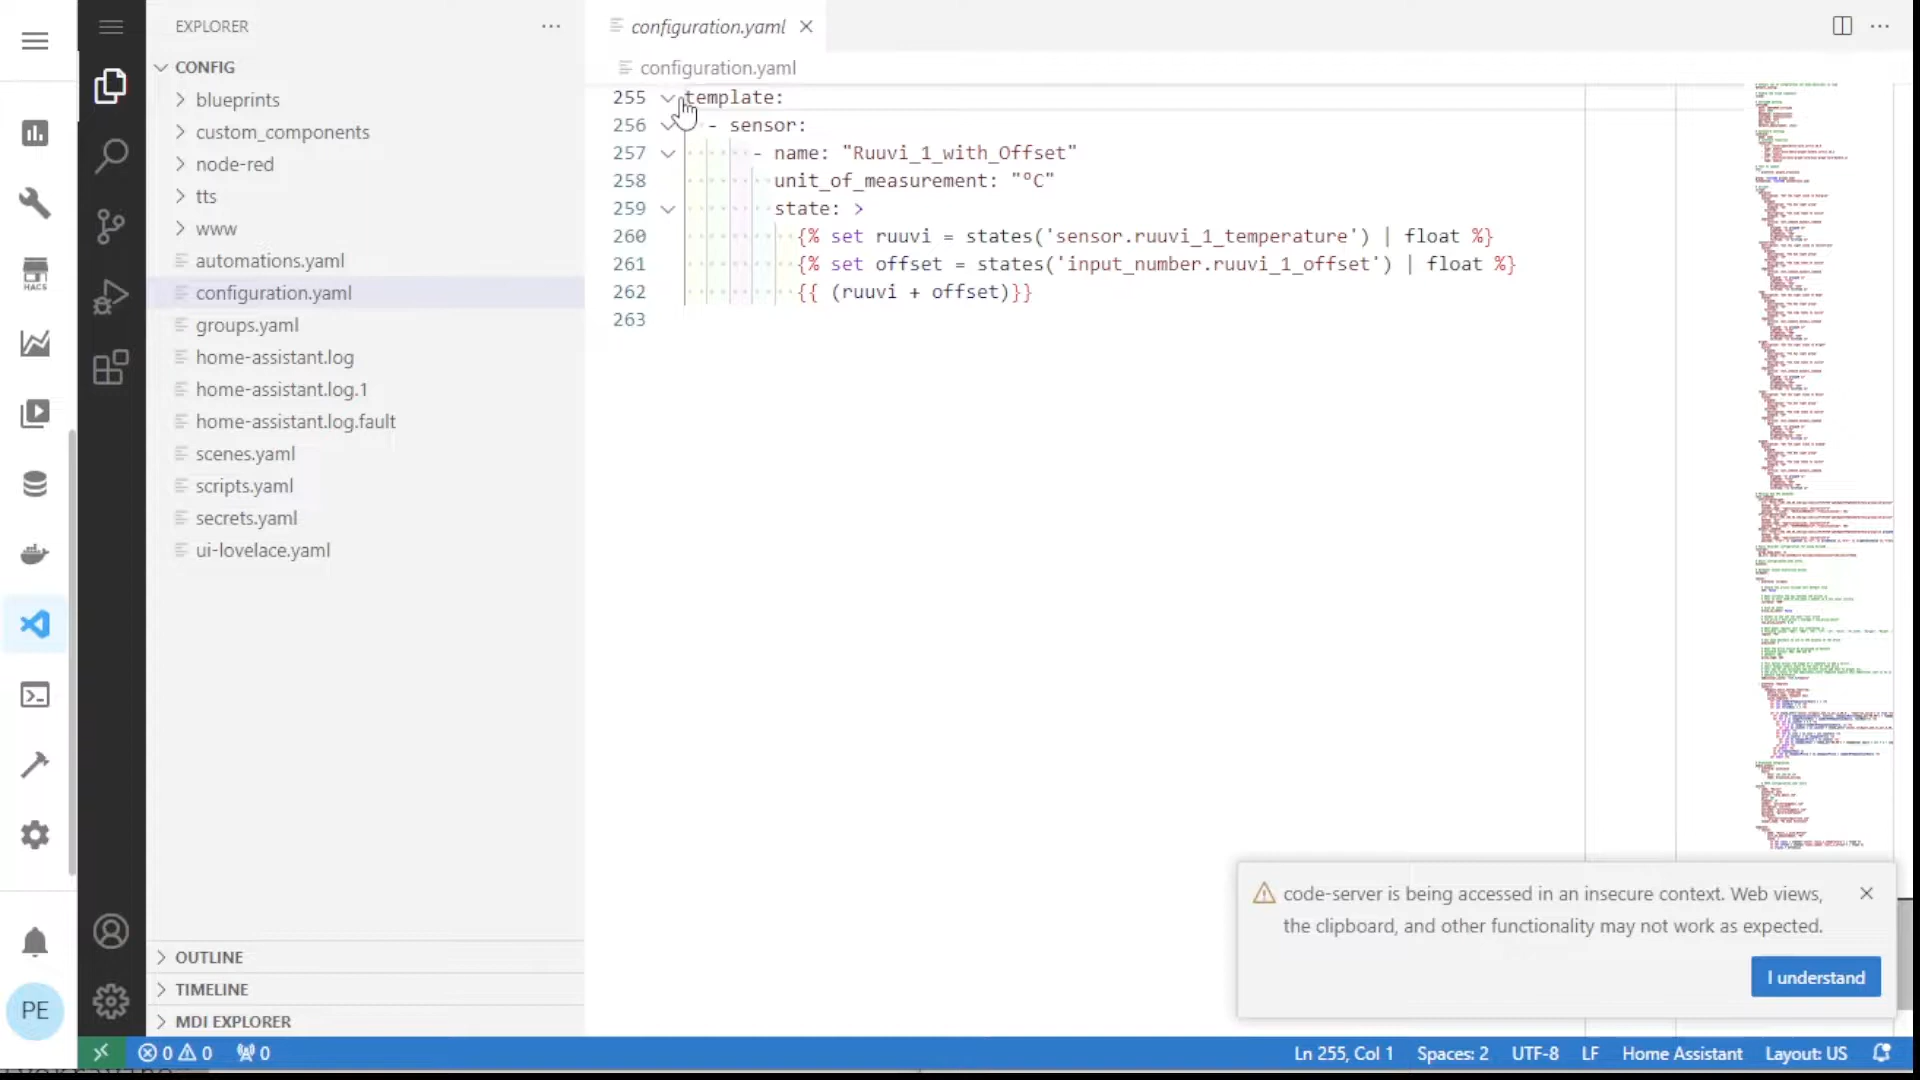 EXPLORER
CONFIG
blueprints
custom_components
node-red
tts
www
automations.yaml
configuration.yaml
groups.yaml
home-assistant.log
home-assistant.log.1
home-assistant.log.fault
scenes.yaml
scripts.yaml
secrets.yaml
ui-lovelace.yaml
OUTLINE
TIMELINE
MDI EXPLORER
HACS
PE
configuration.yaml
configuration.yaml
255 template:
256 - sensor:
257 - name: "Ruuvi_1_with_Offset"
258 unit_of_measurement: "°C"
259 state: >
260 {% set ruuvi = states('sensor.ruuvi_1_temperature') | float %}
261 {% set offset = states('input_number.ruuvi_1_offset') | float %}
262 {{ (ruuvi + offset)}}
263
code-server is being accessed in an insecure context. Web views,
the clipboard, and other functionality may not work as expected.
I understand
0 0 0
Ln 255, Col 1 Spaces: 2 UTF-8 LF Home Assistant Layout: US